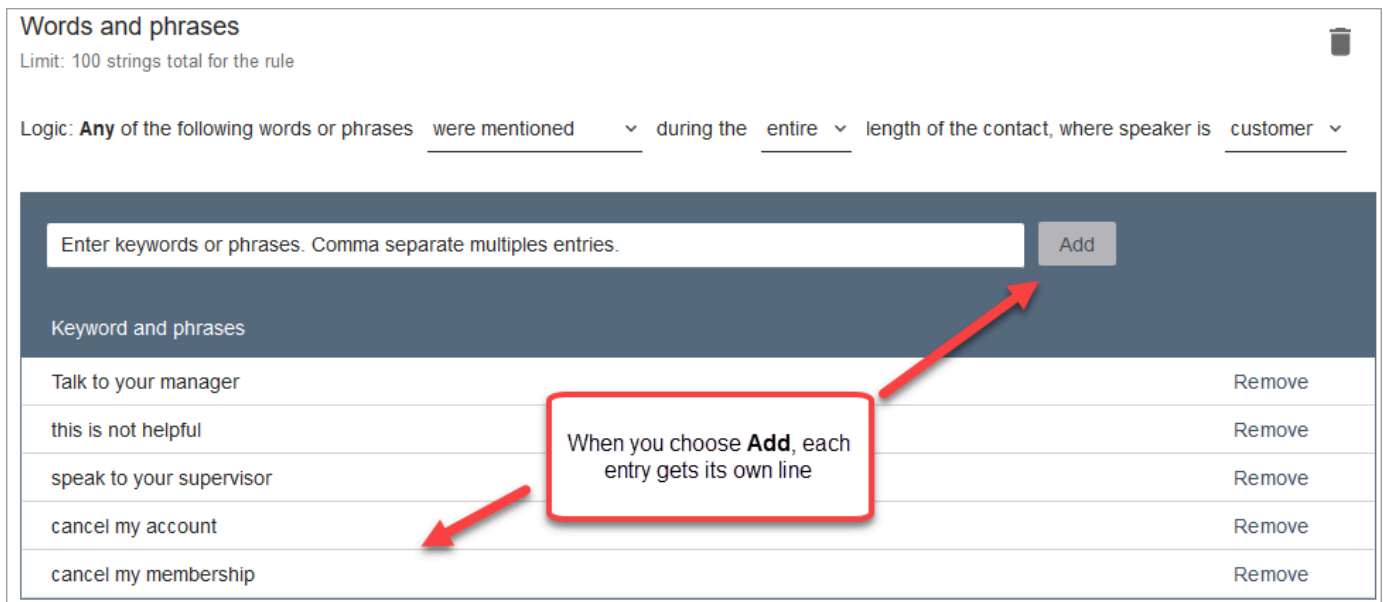 Words and phrases
Limit: 100 strings total for the rule
Logic: Any of the following words or phrases were mentioned during the entire length of the contact, where speaker is customer
Enter keywords or phrases. Comma separate multiples entries. Add
Keyword and phrases
Talk to your manager Remove
this is not helpful Remove
speak to your supervisor Remove
cancel my account Remove
cancel my membership Remove
When you choose Add, each
entry gets its own line